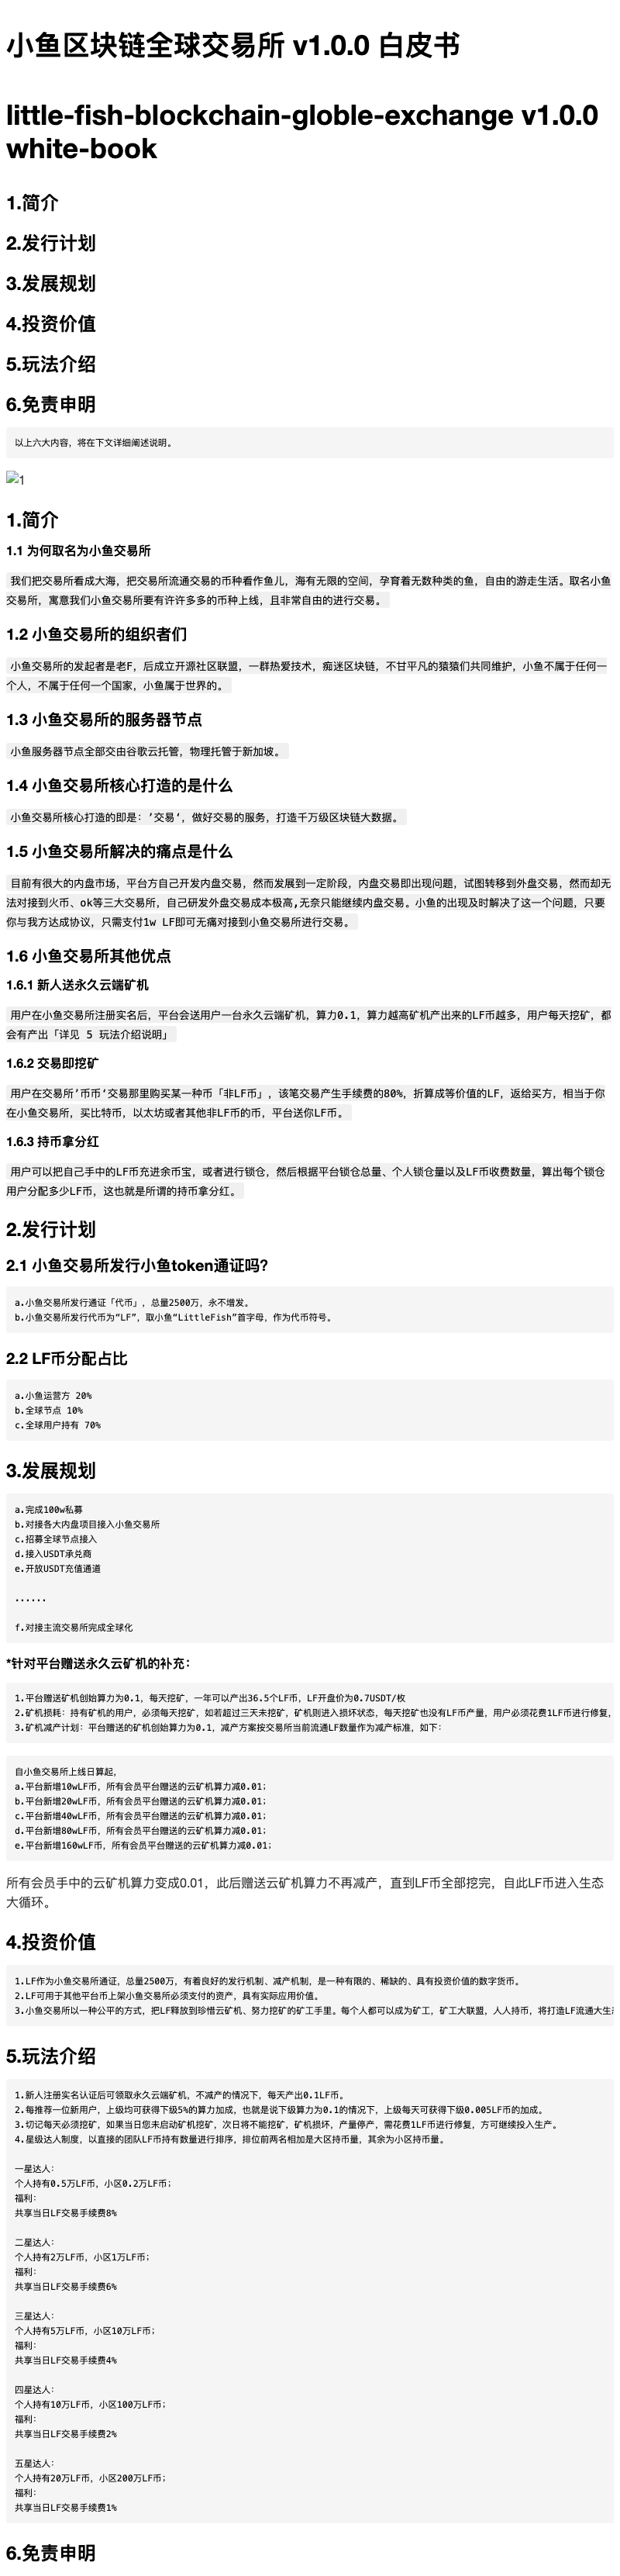 小鱼区块链全球交易所 v1.0.0 白皮书
little-fish-blockchain-globle-exchange v1.0.0
white-book
1.简介
2.发行计划
3.发展规划
4.投资价值
5.玩法介绍
6.免责申明
以上六大内容，将在下文详细阐述说明。
1
1.简介
1.1 为何取名为小鱼交易所
我们把交易所看成大海，把交易所流通交易的币种看作鱼儿，海有无限的空间，孕育着无数种类的鱼，自由的游走生活。取名小鱼
交易所，寓意我们小鱼交易所要有许许多多的币种上线，且非常自由的进行交易。
1.2 小鱼交易所的组织者们
小鱼交易所的发起者是老F，后成立开源社区联盟，一群热爱技术，痴迷区块链，不甘平凡的猿猿们共同维护，小鱼不属于任何一
个人，不属于任何一个国家，小鱼属于世界的。
1.3 小鱼交易所的服务器节点
小鱼服务器节点全部交由谷歌云托管，物理托管于新加坡。
1.4 小鱼交易所核心打造的是什么
小鱼交易所核心打造的即是：’交易‘，做好交易的服务，打造千万级区块链大数据。
1.5 小鱼交易所解决的痛点是什么
目前有很大的内盘市场，平台方自己开发内盘交易，然而发展到一定阶段，内盘交易即出现问题，试图转移到外盘交易，然而却无
法对接到火币、ok等三大交易所，自己研发外盘交易成本极高,无奈只能继续内盘交易。小鱼的出现及时解决了这一个问题，只要
你与我方达成协议，只需支付1w LF即可无痛对接到小鱼交易所进行交易。
1.6 小鱼交易所其他优点
1.6.1 新人送永久云端矿机
用户在小鱼交易所注册实名后，平台会送用户一台永久云端矿机，算力0.1，算力越高矿机产出来的LF币越多，用户每天挖矿，都
会有产出「详见 5 玩法介绍说明」
1.6.2 交易即挖矿
用户在交易所’币币‘交易那里购买某一种币「非LF币」，该笔交易产生手续费的80%，折算成等价值的LF，返给买方，相当于你
在小鱼交易所，买比特币，以太坊或者其他非LF币的币，平台送你LF币。
1.6.3 持币拿分红
用户可以把自己手中的LF币充进余币宝，或者进行锁仓，然后根据平台锁仓总量、个人锁仓量以及LF币收费数量，算出每个锁仓
用户分配多少LF币，这也就是所谓的持币拿分红。
2.发行计划
2.1 小鱼交易所发行小鱼token通证吗？
a.小鱼交易所发行通证「代币」，总量2500万，永不增发。
b.小鱼交易所发行代币为“LF”，取小鱼“LittleFish”首字母，作为代币符号。
2.2 LF币分配占比
a.小鱼运营方 20%
b.全球节点 10%
c.全球用户持有 70%
3.发展规划
a.完成100w私募
b.对接各大内盘项目接入小鱼交易所
c.招募全球节点接入
d.接入USDT承兑商
e.开放USDT充值通道
......
f.对接主流交易所完成全球化
*针对平台赠送永久云矿机的补充：
1.平台赠送矿机创始算力为0.1，每天挖矿，一年可以产出36.5个LF币，LF开盘价为0.7USDT/枚
2.矿机损耗：持有矿机的用户，必须每天挖矿，如若超过三天未挖矿，矿机则进入损坏状态，每天挖矿也没有LF币产量，用户必须花费1LF币进行修复，
3.矿机减产计划：平台赠送的矿机创始算力为0.1，减产方案按交易所当前流通LF数量作为减产标准，如下：
自小鱼交易所上线日算起，
a.平台新增10wLF币，所有会员平台赠送的云矿机算力减0.01；
b.平台新增20wLF币，所有会员平台赠送的云矿机算力减0.01；
c.平台新增40wLF币，所有会员平台赠送的云矿机算力减0.01；
d.平台新增80wLF币，所有会员平台赠送的云矿机算力减0.01；
e.平台新增160wLF币，所有会员平台赠送的云矿机算力减0.01；
所有会员手中的云矿机算力变成0.01，此后赠送云矿机算力不再减产，直到LF币全部挖完，自此LF币进入生态
大循环。
4.投资价值
1.LF作为小鱼交易所通证，总量2500万，有着良好的发行机制、减产机制，是一种有限的、稀缺的、具有投资价值的数字货币。
2.LF可用于其他平台币上架小鱼交易所必须支付的资产，具有实际应用价值。
3.小鱼交易所以一种公平的方式，把LF释放到珍惜云矿机、努力挖矿的矿工手里。每个人都可以成为矿工，矿工大联盟，人人持币，将打造LF流通大生态
5.玩法介绍
1.新人注册实名认证后可领取永久云端矿机，不减产的情况下，每天产出0.1LF币。
2.每推荐一位新用户，上级均可获得下级5%的算力加成，也就是说下级算力为0.1的情况下，上级每天可获得下级0.005LF币的加成。
3.切记每天必须挖矿，如果当日您未启动矿机挖矿，次日将不能挖矿，矿机损坏，产量停产，需花费1LF币进行修复，方可继续投入生产。
4.星级达人制度，以直接的团队LF币持有数量进行排序，排位前两名相加是大区持币量，其余为小区持币量。
一星达人：
个人持有0.5万LF币，小区0.2万LF币；
福利：
共享当日LF交易手续费8%
二星达人：
个人持有2万LF币，小区1万LF币；
福利：
共享当日LF交易手续费6%
三星达人：
个人持有5万LF币，小区10万LF币；
福利：
共享当日LF交易手续费4%
四星达人：
个人持有10万LF币，小区100万LF币；
福利：
共享当日LF交易手续费2%
五星达人：
个人持有20万LF币，小区200万LF币；
福利：
共享当日LF交易手续费1%
6.免责申明